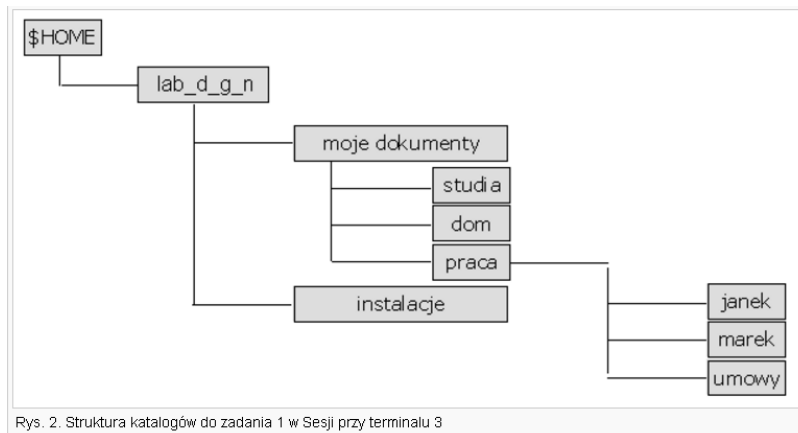 $HOME
lab_d_g_n
moje dokumenty
studia
dom
praca
instalacje
janek
marek
umowy
Rys. 2. Struktura katalogów do zadania 1 w Sesji przy terminalu 3